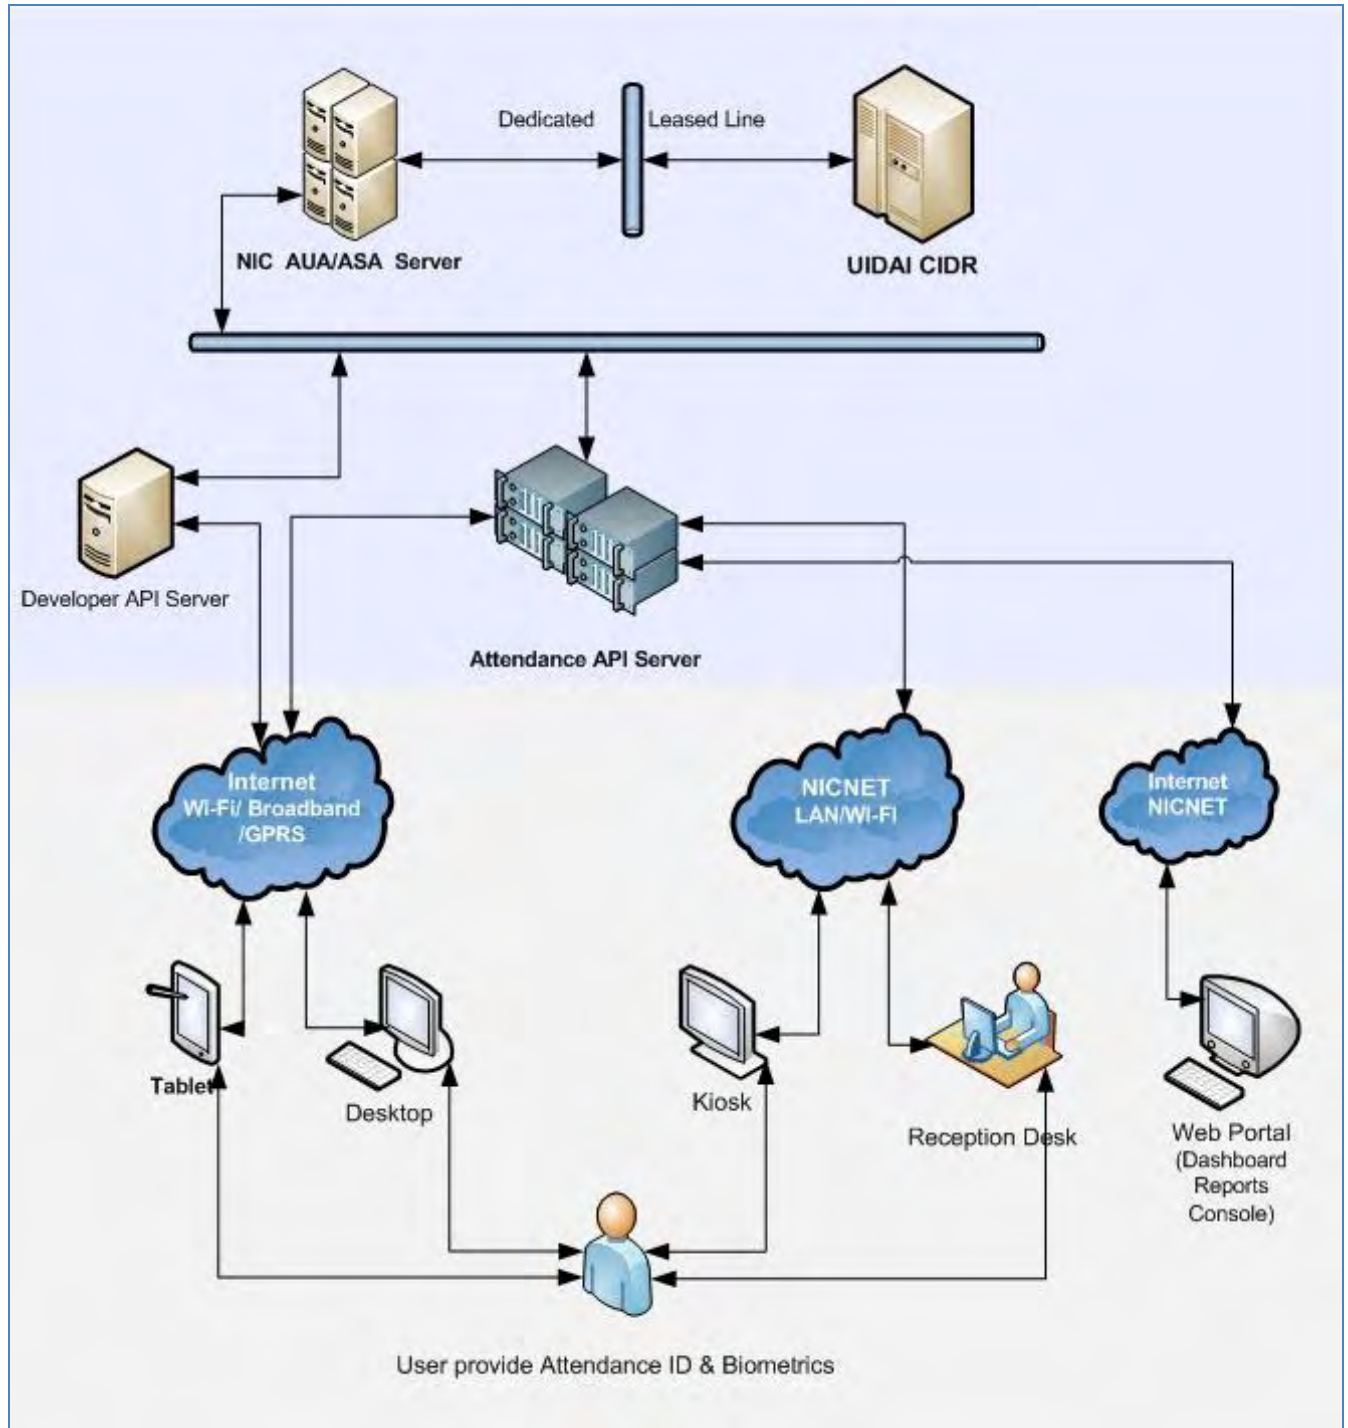 Dedicated
Leased Line
NIC AUA/ASA Server
UIDAI CIDR
Developer API Server
Attendance API Server
Internet
Wi-Fi/ Broadband
/GPRS
NICNET
LAN/WI-FI
Internet
NICNET
Tablet
Desktop
Kiosk
Reception Desk
Web Portal
(Dashboard
Reports
Console)
User provide Attendance ID & Biometrics